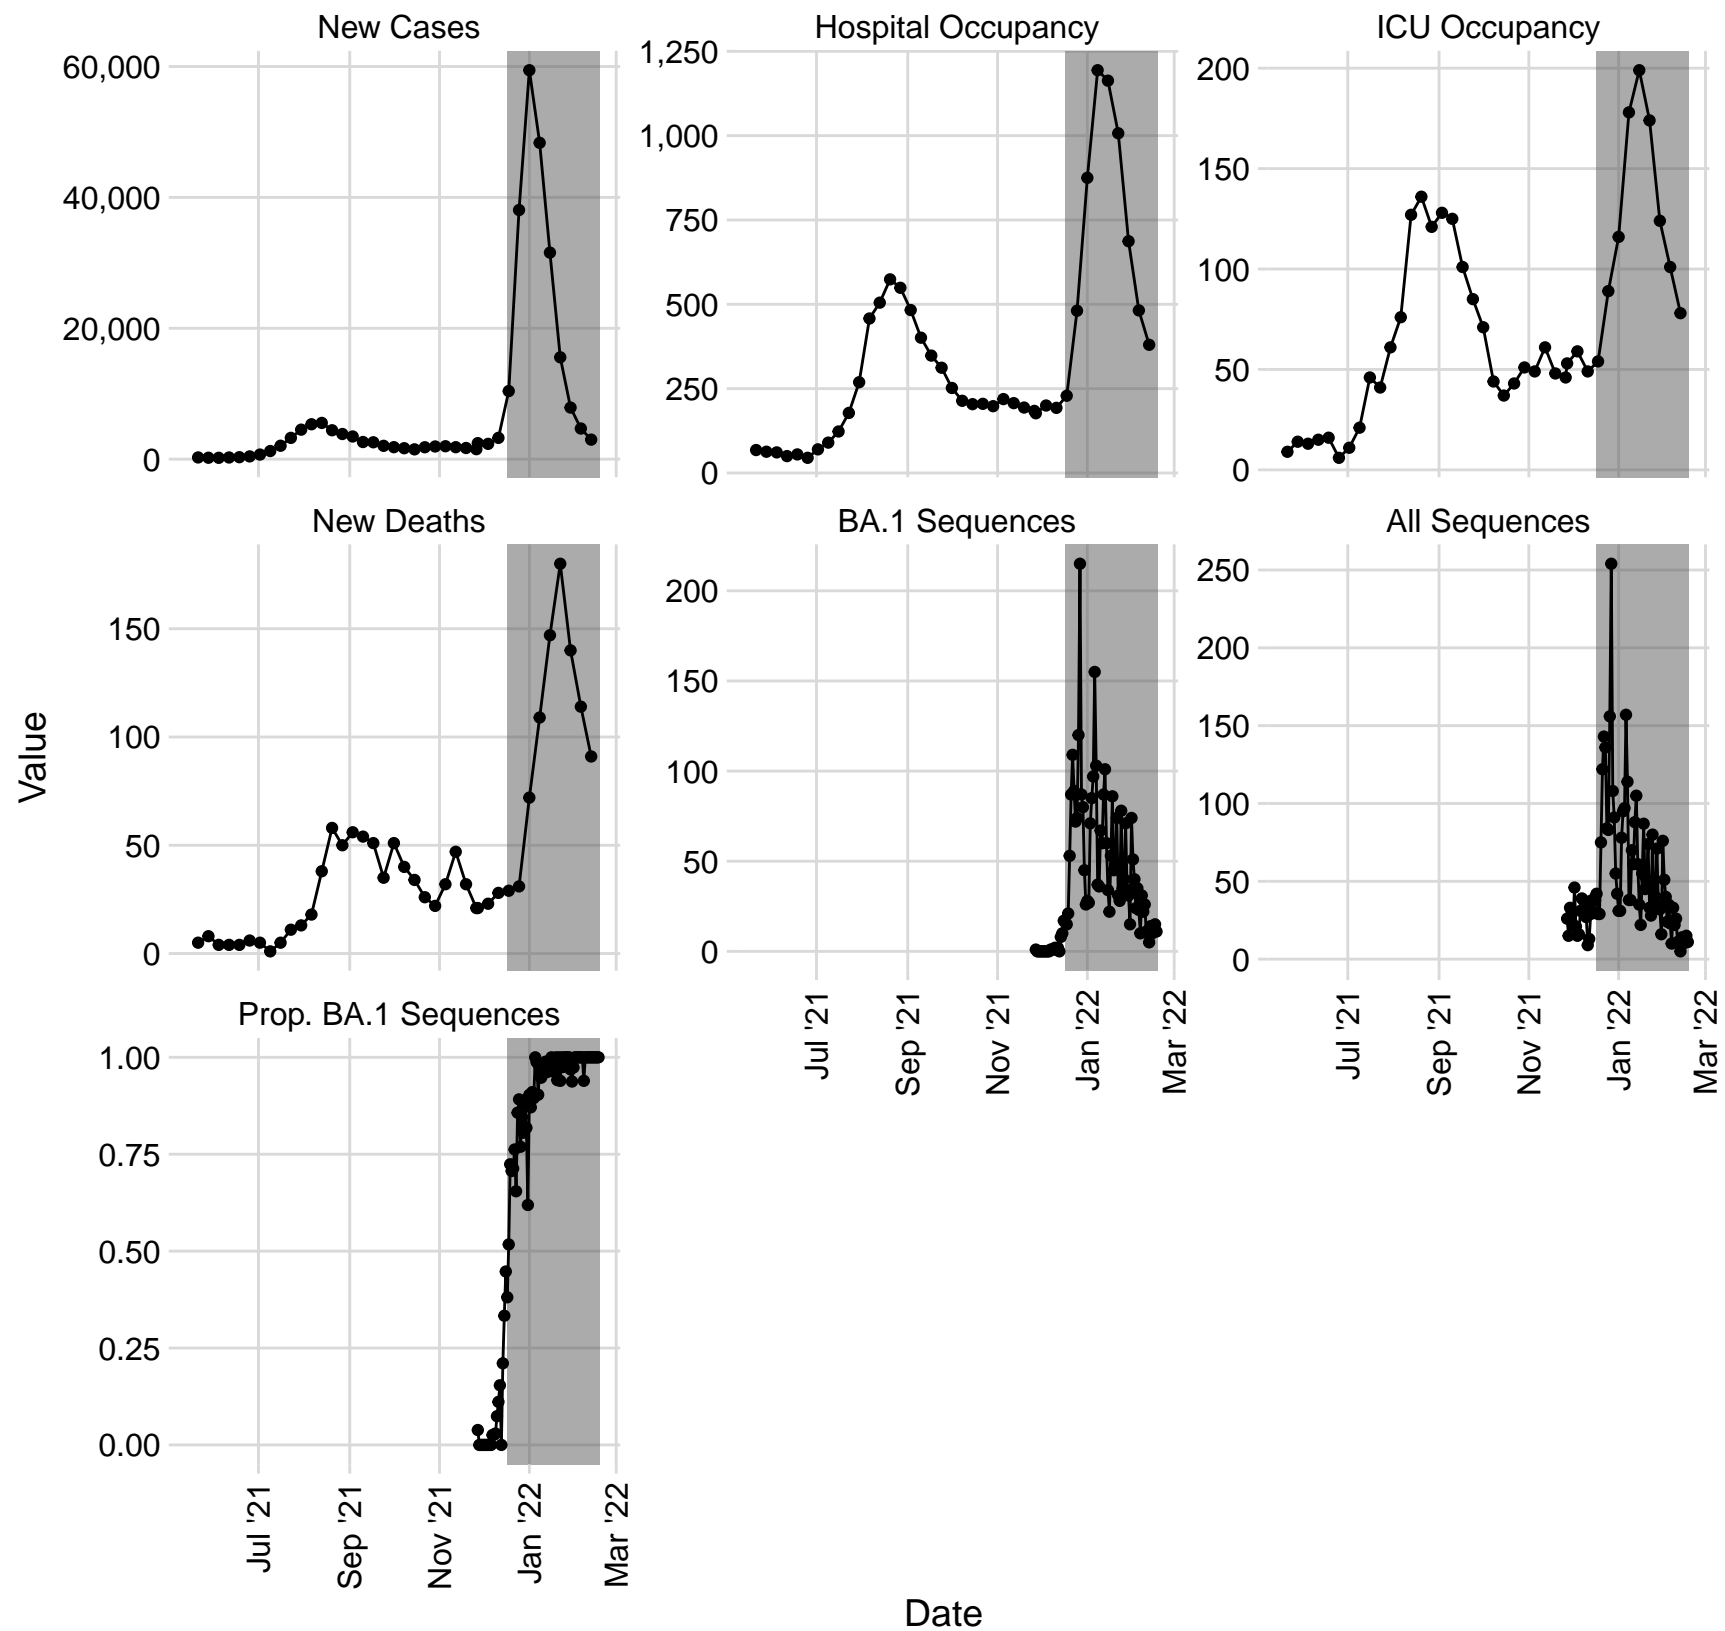 New Cases
60,000
40,000
20,000
0
Hospital Occupancy
1,250
1,000
750
500
250
0
ICU Occupancy
200
150
100
50
0
New Deaths
150
100
50
0
BA.1 Sequences
200
150
100
50
0
Jul '21
Sep '21
Nov '21
Jan '22
Mar '22
All Sequences
250
200
150
100
50
0
Jul '21
Sep '21
Nov '21
Jan '22
Mar '22
Prop. BA.1 Sequences
1.00
0.75
0.50
0.25
0.00
Jul '21
Sep '21
Nov '21
Jan '22
Mar '22
Value
Date